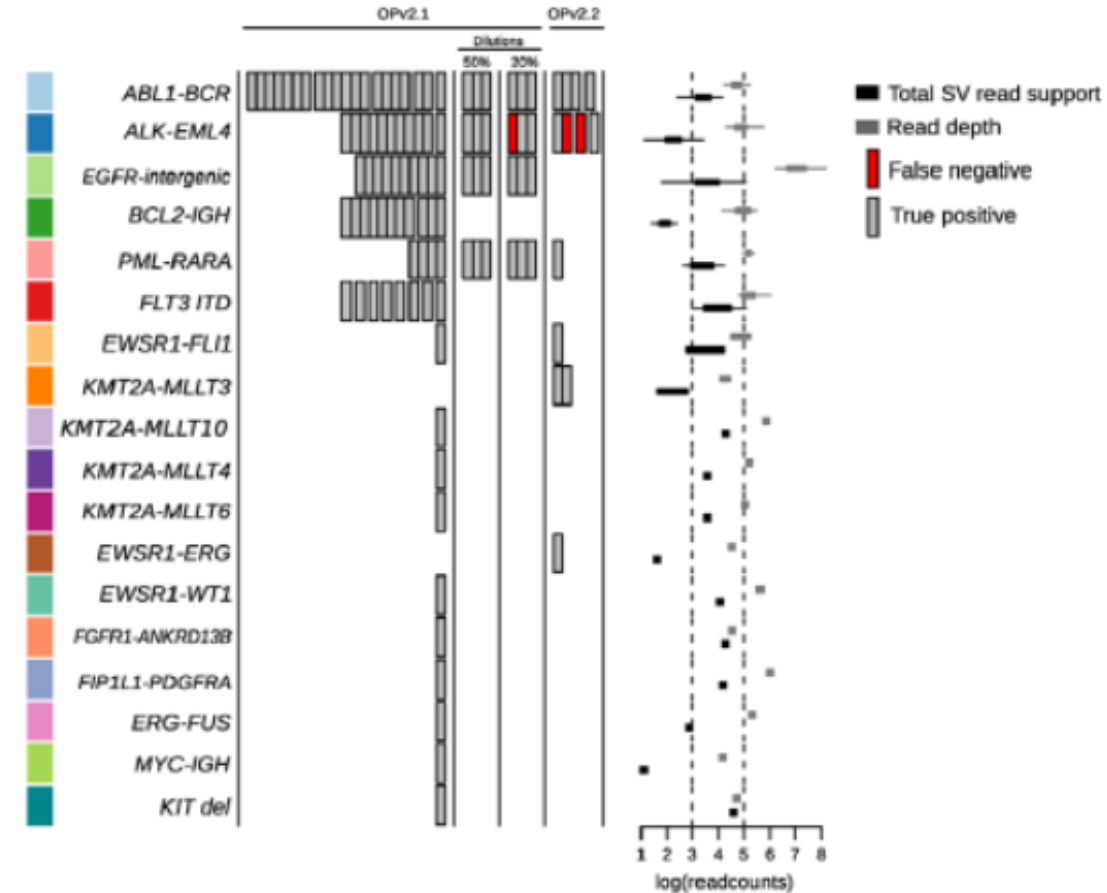 OPv2.1 OPv2.2
Dilutions
50% 20%
ABL1-BCR
ALK-EML4
EGFR-intergenic
BCL2-IGH
PML-RARA
FLT3 ITD
EWSR1-FLI1
KMT2A-MLLT3
KMT2A-MLLT10
KMT2A-MLLT4
KMT2A-MLLT6
EWSR1-ERG
EWSR1-WT1
FGFR1-ANKRD13B
FIP1L1-PDGFRA
ERG-FUS
MYC-IGH
KIT del
Total SV read support
Read depth
False negative
True positive
1 2 3 4 5 6 7 8
log(readcounts)